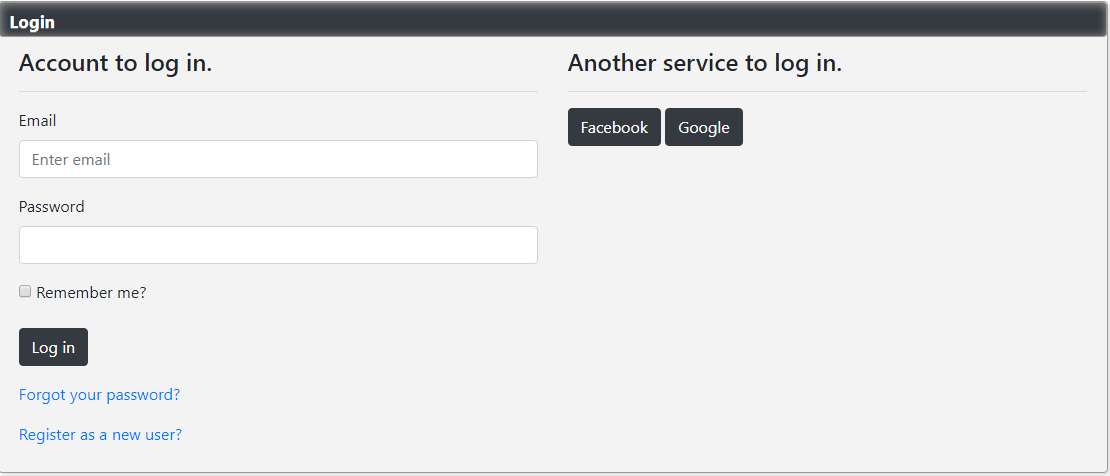 Login
Account to log in.
Email
Enter email
Password
Remember me?
Log in
Forgot your password?
Register as a new user?
Another service to log in.
Facebook Google